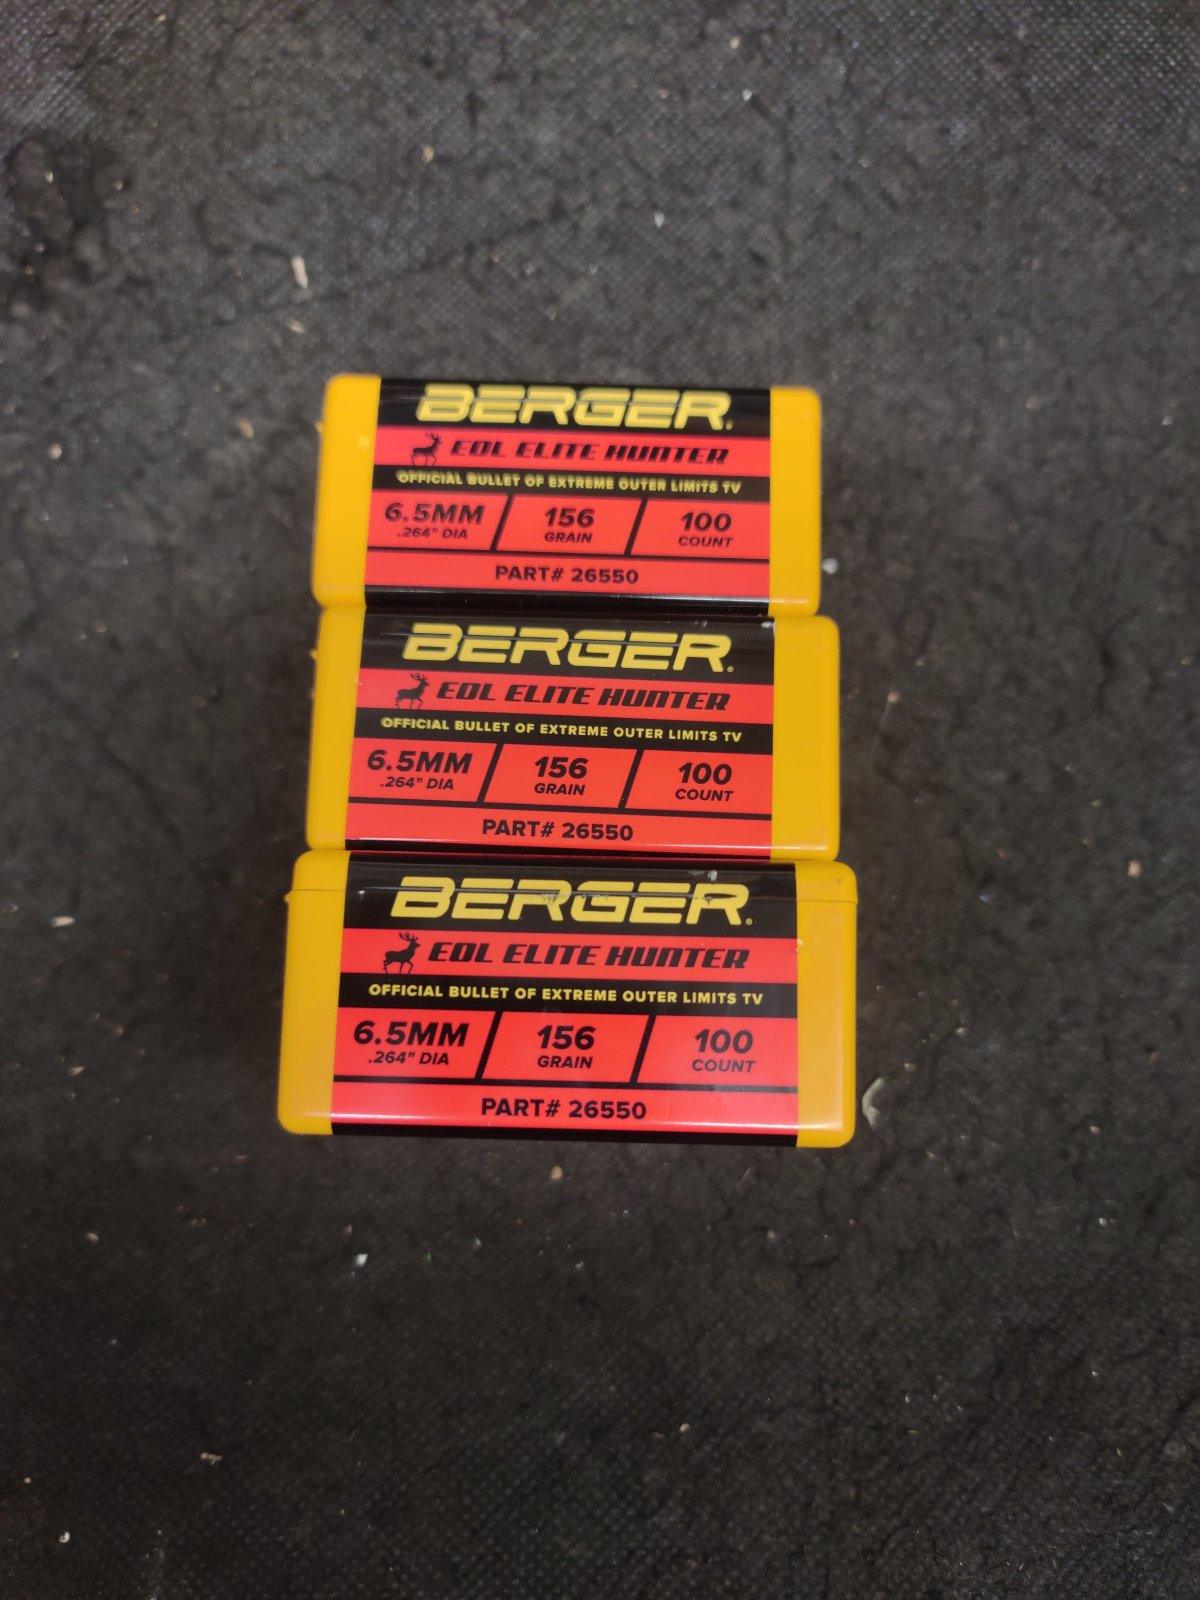 BERGER.
EOL ELITE HUNTER
OFFICIAL BULLET OF EXTREME OUTER LIMITS TV
6.5MM 156 100
.264" DIA GRAIN COUNT
PART# 26550
BERGER.
EOL ELITE HUNTER
OFFICIAL BULLET OF EXTREME OUTER LIMITS TV
6.5MM 156 100
.264" DIA GRAIN COUNT
PART# 26550
BERGER.
EOL ELITE HUNTER
OFFICIAL BULLET OF EXTREME OUTER LIMITS TV
6.5MM 156 100
.264" DIA GRAIN COUNT
PART# 26550